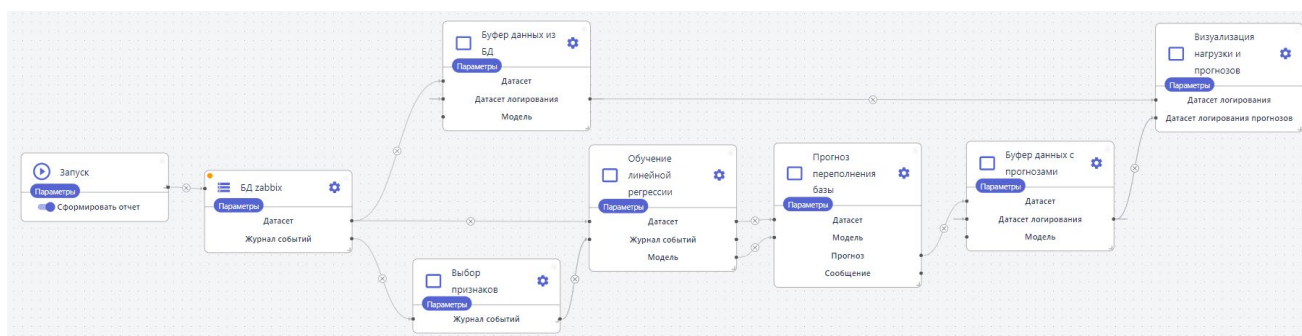 Запуск
Параметры
Сформировать отчет
БД zabbix
Параметры
Датасет
Журнал событий
Буфер данных из
БД
Параметры
Датасет
Датасет логирования
Модель
Выбор
признаков
Параметры
Журнал событий
Обучение
линейной
регрессии
Параметры
Датасет
Журнал событий
Модель
Прогноз
переполнения
базы
Параметры
Датасет
Модель
Прогноз
Сообщение
Буфер данных с
прогнозами
Параметры
Датасет
Датасет логирования
Модель
Визуализация
нагрузки и
прогнозов
Параметры
Датасет логирования
Датасет логирования прогнозов